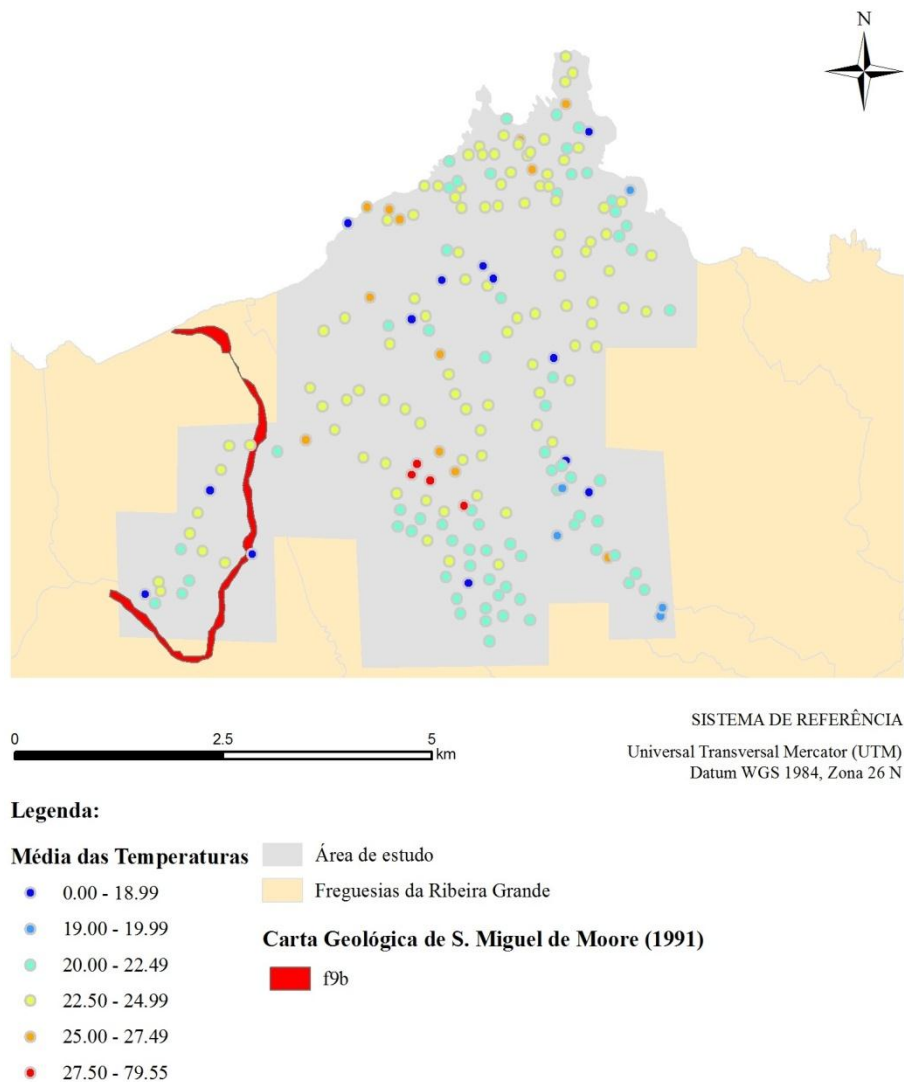 N
SISTEMA DE REFERÊNCIA
0 2.5 5
km
Universal Transversal Mercator (UTM)
Datum WGS 1984, Zona 26 N
Legenda:
Média das Temperaturas
0.00 - 18.99
19.00 - 19.99
20.00 - 22.49
22.50 - 24.99
25.00 - 27.49
27.50 - 79.55
Área de estudo
Freguesias da Ribeira Grande
Carta Geológica de S. Miguel de Moore (1991)
f9b